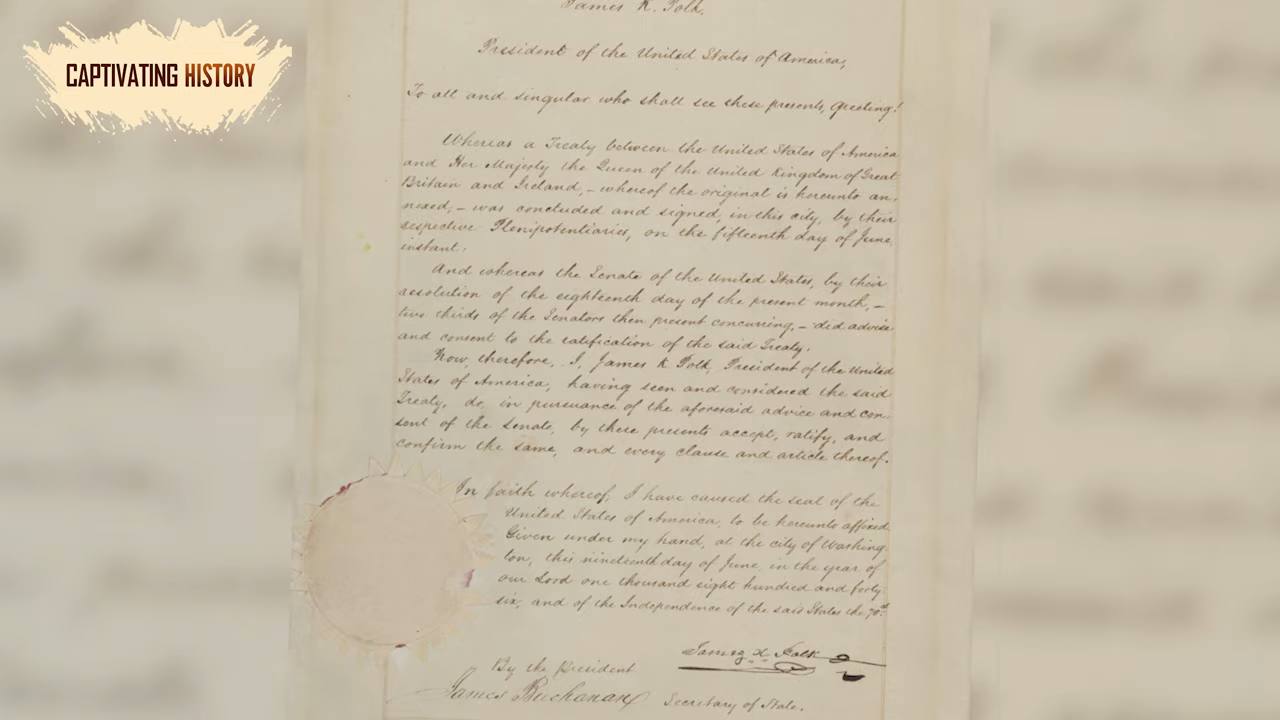 CAPTIVATING HISTORY
James K. Polk,
President of the United States of America,
To all and singular who shall see these presents, Greeting!
Whereas a Treaty between the United States of America
and Her Majesty the Queen of the United Kingdom of Great
Britain and Ireland, – whereof the original is hereunto an-
nexed, – was concluded and signed, in this city, by their
respective Plenipotentiaries, on the fifteenth day of June,
instant:
And whereas the Senate of the United States, by their
resolution of the eighteenth day of the present month, –
two thirds of the Senators then present concurring, – did advise
and consent to the ratification of the said Treaty.
Now, therefore, I, James K Polk, President of the United
States of America, having seen and considered the said
Treaty, do, in pursuance of the aforesaid advice and con-
sent of the Senate, by these presents accept, ratify, and
confirm the same, and every clause and article thereof.
In faith whereof, I have caused the seal of the
United States of America, to be hereunto affixed.
Given under my hand, at the city of Washing-
ton, this nineteenth day of June, in the year of
our Lord one thousand eight hundred and forty
six, and of the Independence of the said States the 70th.
James K Polk
By the president
James Buchanan
Secretary of State.